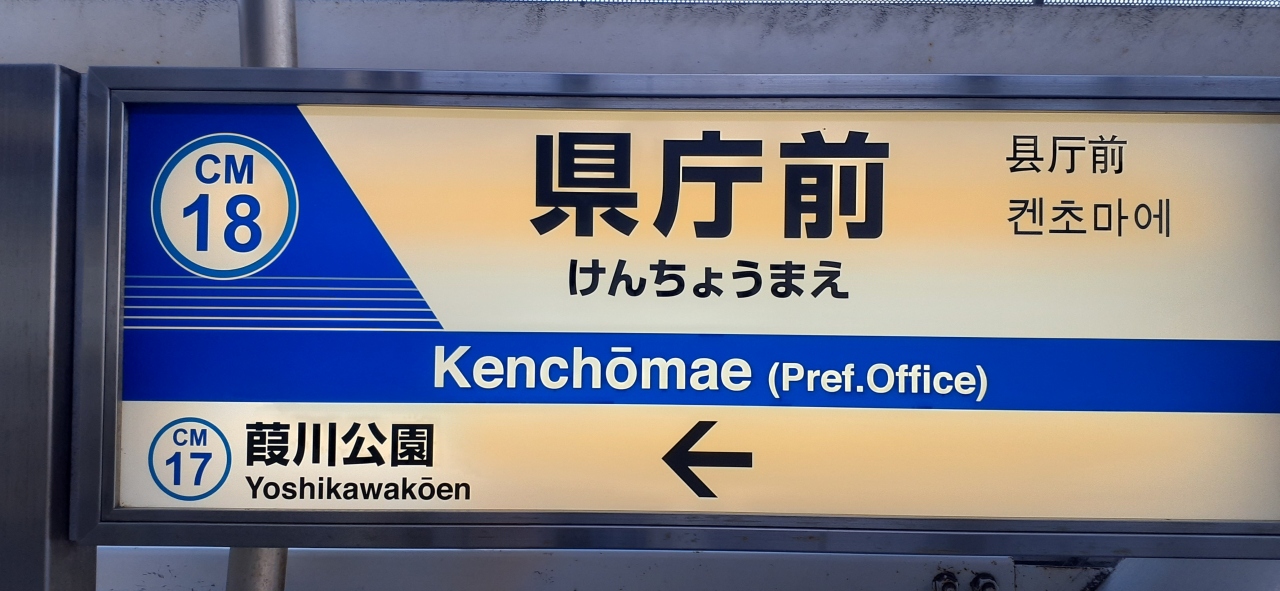 CM
18
県庁前
けんちょうまえ
县厅前
켄초마에
Kenchōmae (Pref.Office)
CM
17
葭川公園
Yoshikawakōen
←